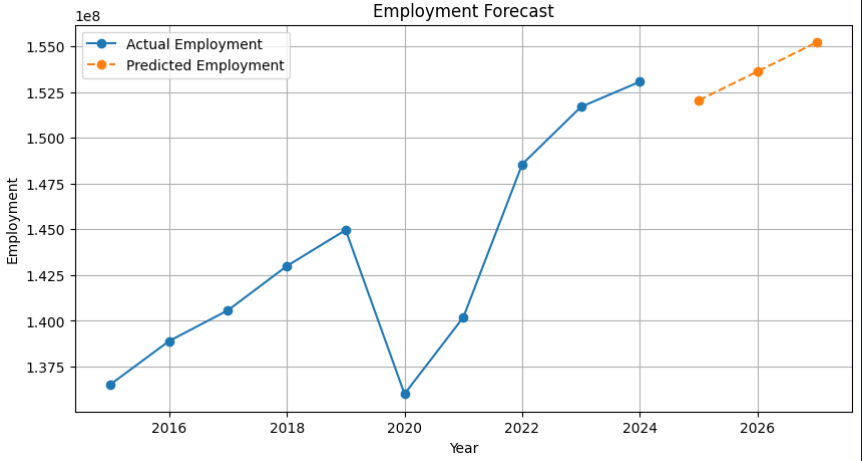 Employment Forecast
1e8
Actual Employment
Predicted Employment
1.550
1.525
1.500
1.475
1.450
1.425
1.400
1.375
Employment
2016 2018 2020 2022 2024 2026
Year